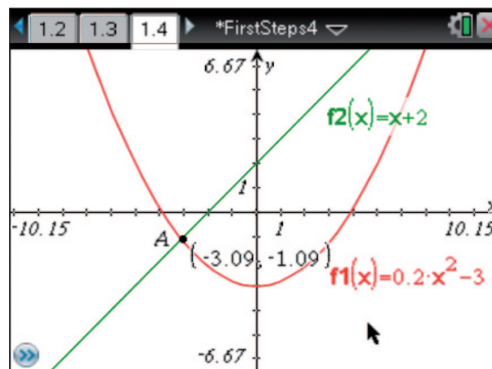 1.2 1.3 1.4 *FirstSteps4
6.67 y
f2(x)=x+2
1
-10.15 1 10.15
A
(-3.09,-1.09)
f1(x)=0.2·x²-3
-6.67